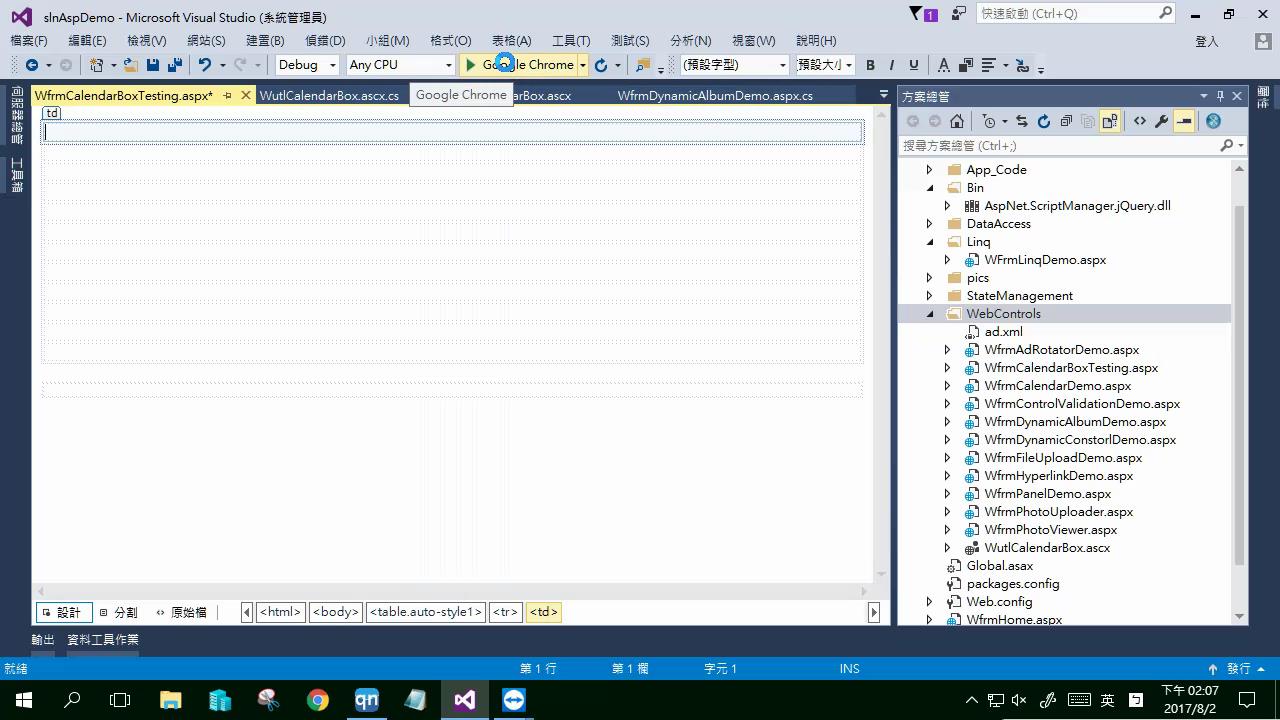 slnAspDemo - Microsoft Visual Studio (系統管理員)
1
快速啟動 (Ctrl+Q)
檔案(F) 編輯(E) 檢視(V) 網站(S) 建置(B) 偵錯(D) 小組(M) 格式(O) 表格(A) 工具(T) 測試(S) 分析(N) 視窗(W) 說明(H)
登入
Debug Any CPU Google Chrome (預設字型) 預設大小 B I U A
WfrmCalendarBoxTesting.aspx* WutlCalendarBox.ascx.cs arBox.ascx WfrmDynamicAlbumDemo.aspx.cs
Google Chrome
伺服器總管
工具箱
td
方案總管
搜尋方案總管 (Ctrl+;)
App_Code
Bin
AspNet.ScriptManager.jQuery.dll
DataAccess
Linq
WFrmLinqDemo.aspx
pics
StateManagement
WebControls
ad.xml
WfrmAdRotatorDemo.aspx
WfrmCalendarBoxTesting.aspx
WfrmCalendarDemo.aspx
WfrmControlValidationDemo.aspx
WfrmDynamicAlbumDemo.aspx
WfrmDynamicConstorlDemo.aspx
WfrmFileUploadDemo.aspx
WfrmHyperlinkDemo.aspx
WfrmPanelDemo.aspx
WfrmPhotoUploader.aspx
WfrmPhotoViewer.aspx
WutlCalendarBox.ascx
Global.asax
packages.config
Web.config
WfrmHome.aspx
設計 分割 原始檔 <html> <body> <table.auto-style1> <tr> <td>
輸出 資料工具作業
就緒 第 1 行 第 1 欄 字元 1 INS 發行
qn
英
下午 02:07
2017/8/2